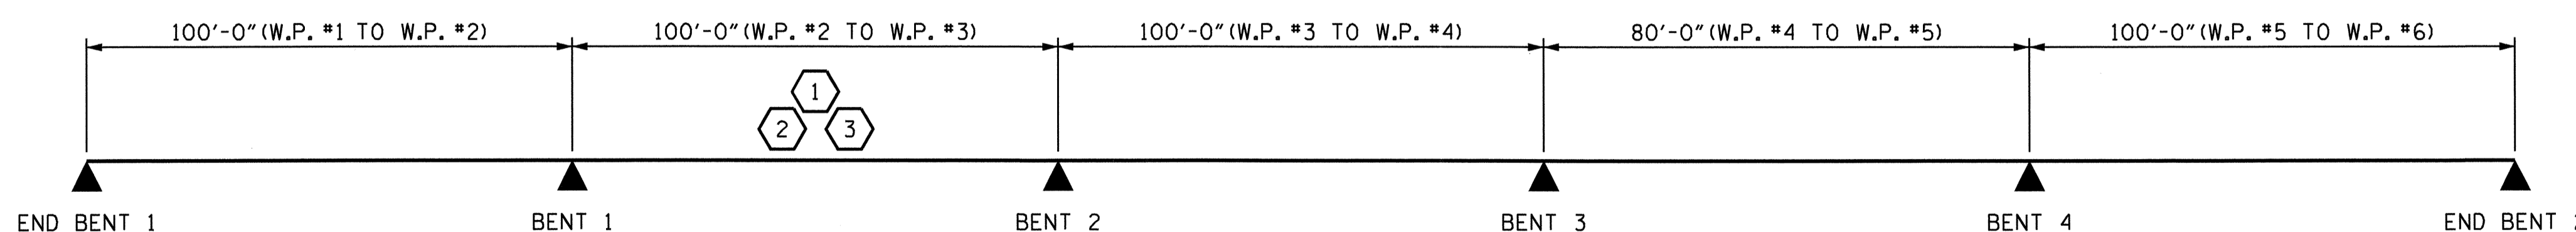 100'-0"(W.P. #1 TO W.P. #2) 100'-0"(W.P. #2 TO W.P. #3) 100'-0"(W.P. #3 TO W.P. #4) 80'-0"(W.P. #4 TO W.P. #5) 100'-0"(W.P. #5 TO W.P. #6)
1
2 3
END BENT 1 BENT 1 BENT 2 BENT 3 BENT 4 END BENT